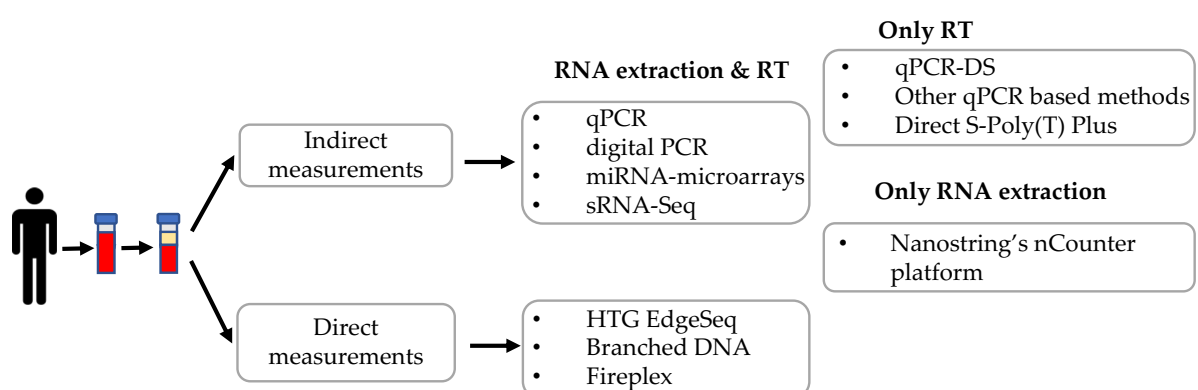 Only RT
• qPCR-DS
• Other qPCR based methods
• Direct S-Poly(T) Plus
RNA extraction & RT
• qPCR
• digital PCR
• miRNA-microarrays
• sRNA-Seq
Indirect
measurements
Only RNA extraction
• Nanostring's nCounter
platform
Direct
measurements
• HTG EdgeSeq
• Branched DNA
• Fireplex